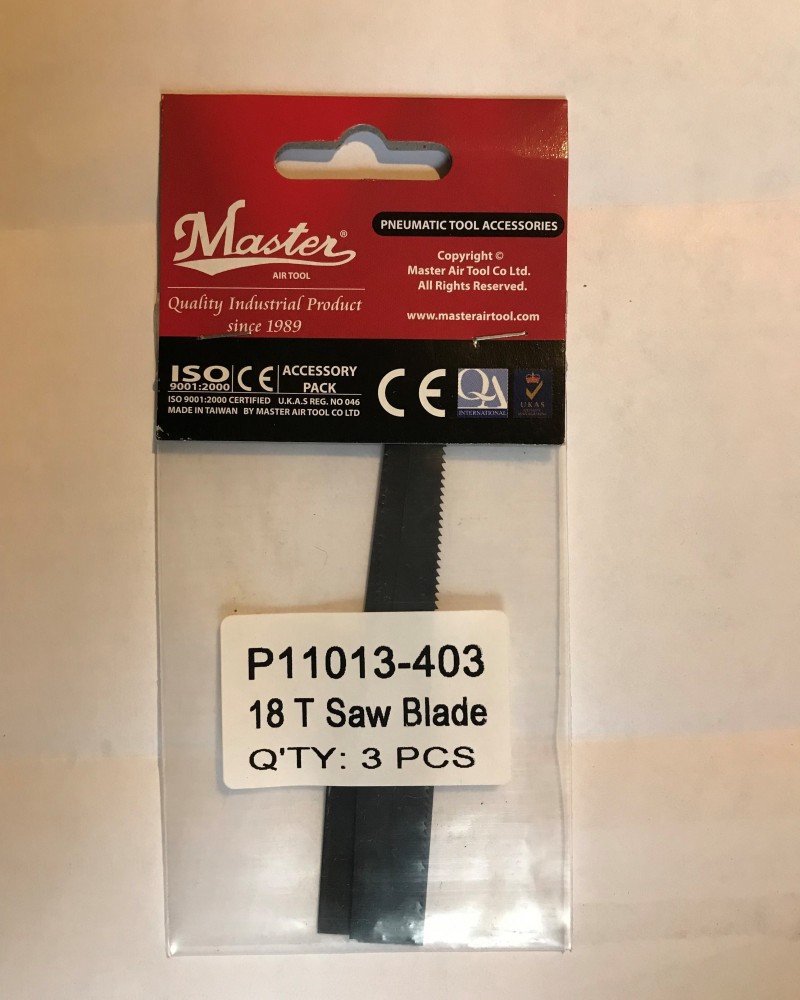 Master®
AIR TOOL
Quality Industrial Product
since 1989
PNEUMATIC TOOL ACCESSORIES
Copyright ©
Master Air Tool Co Ltd.
All Rights Reserved.
www.masterairtool.com
ISO
9001:2000
CE
ACCESSORY
PACK
ISO 9001:2000 CERTIFIED U.K.A.S REG. NO 046
MADE IN TAIWAN BY MASTER AIR TOOL CO LTD
CE
QA
INTERNATIONAL
UKAS
P11013-403
18 T Saw Blade
Q'TY: 3 PCS